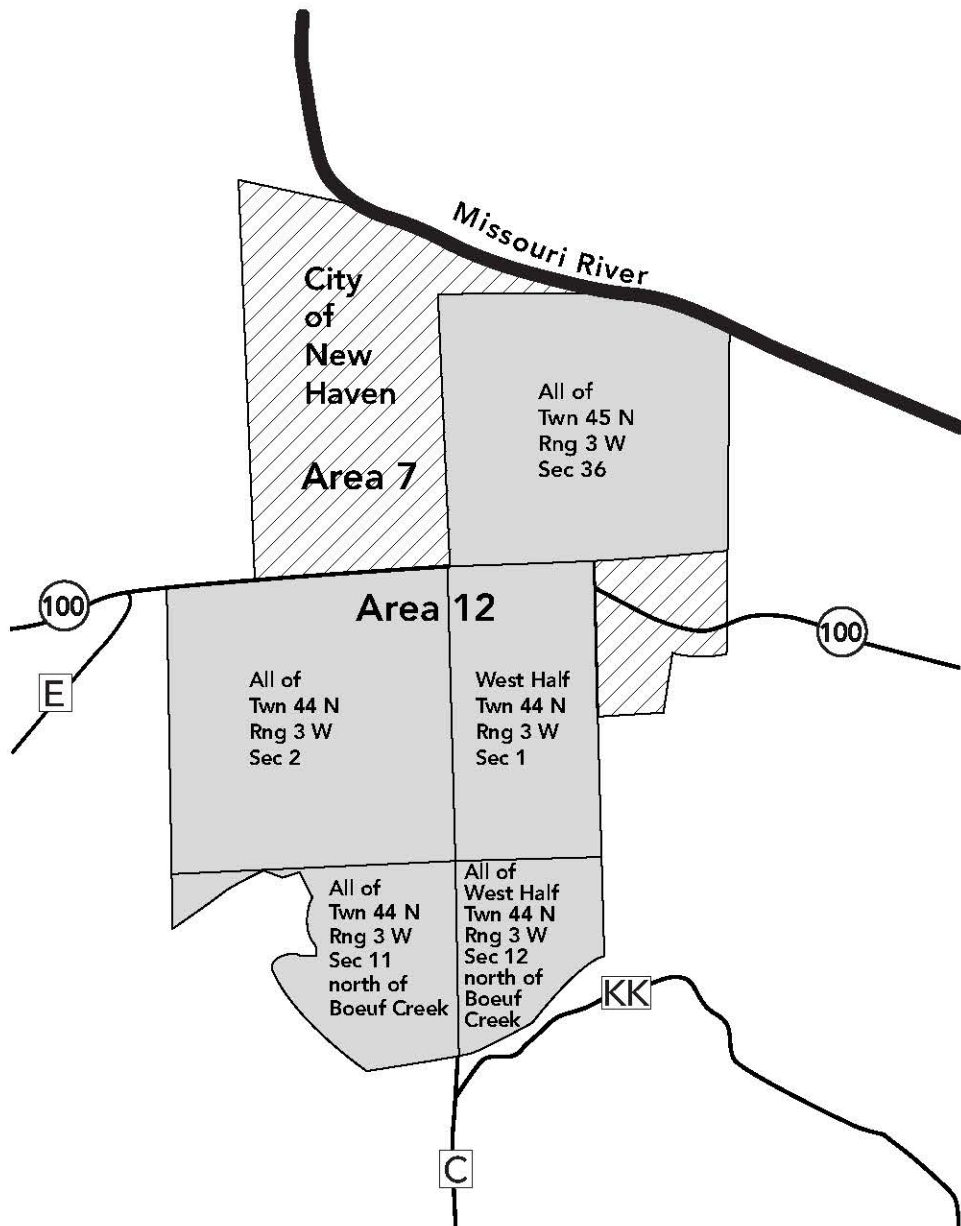 Missouri River
City
of
New
Haven
Area 7
All of
Twn 45 N
Rng 3 W
Sec 36
100
Area 12
100
E
All of
Twn 44 N
Rng 3 W
Sec 2
West Half
Twn 44 N
Rng 3 W
Sec 1
All of
Twn 44 N
Rng 3 W
Sec 11
north of
Boeuf Creek
All of
West Half
Twn 44 N
Rng 3 W
Sec 12
north of
Boeuf
Creek
KK
C